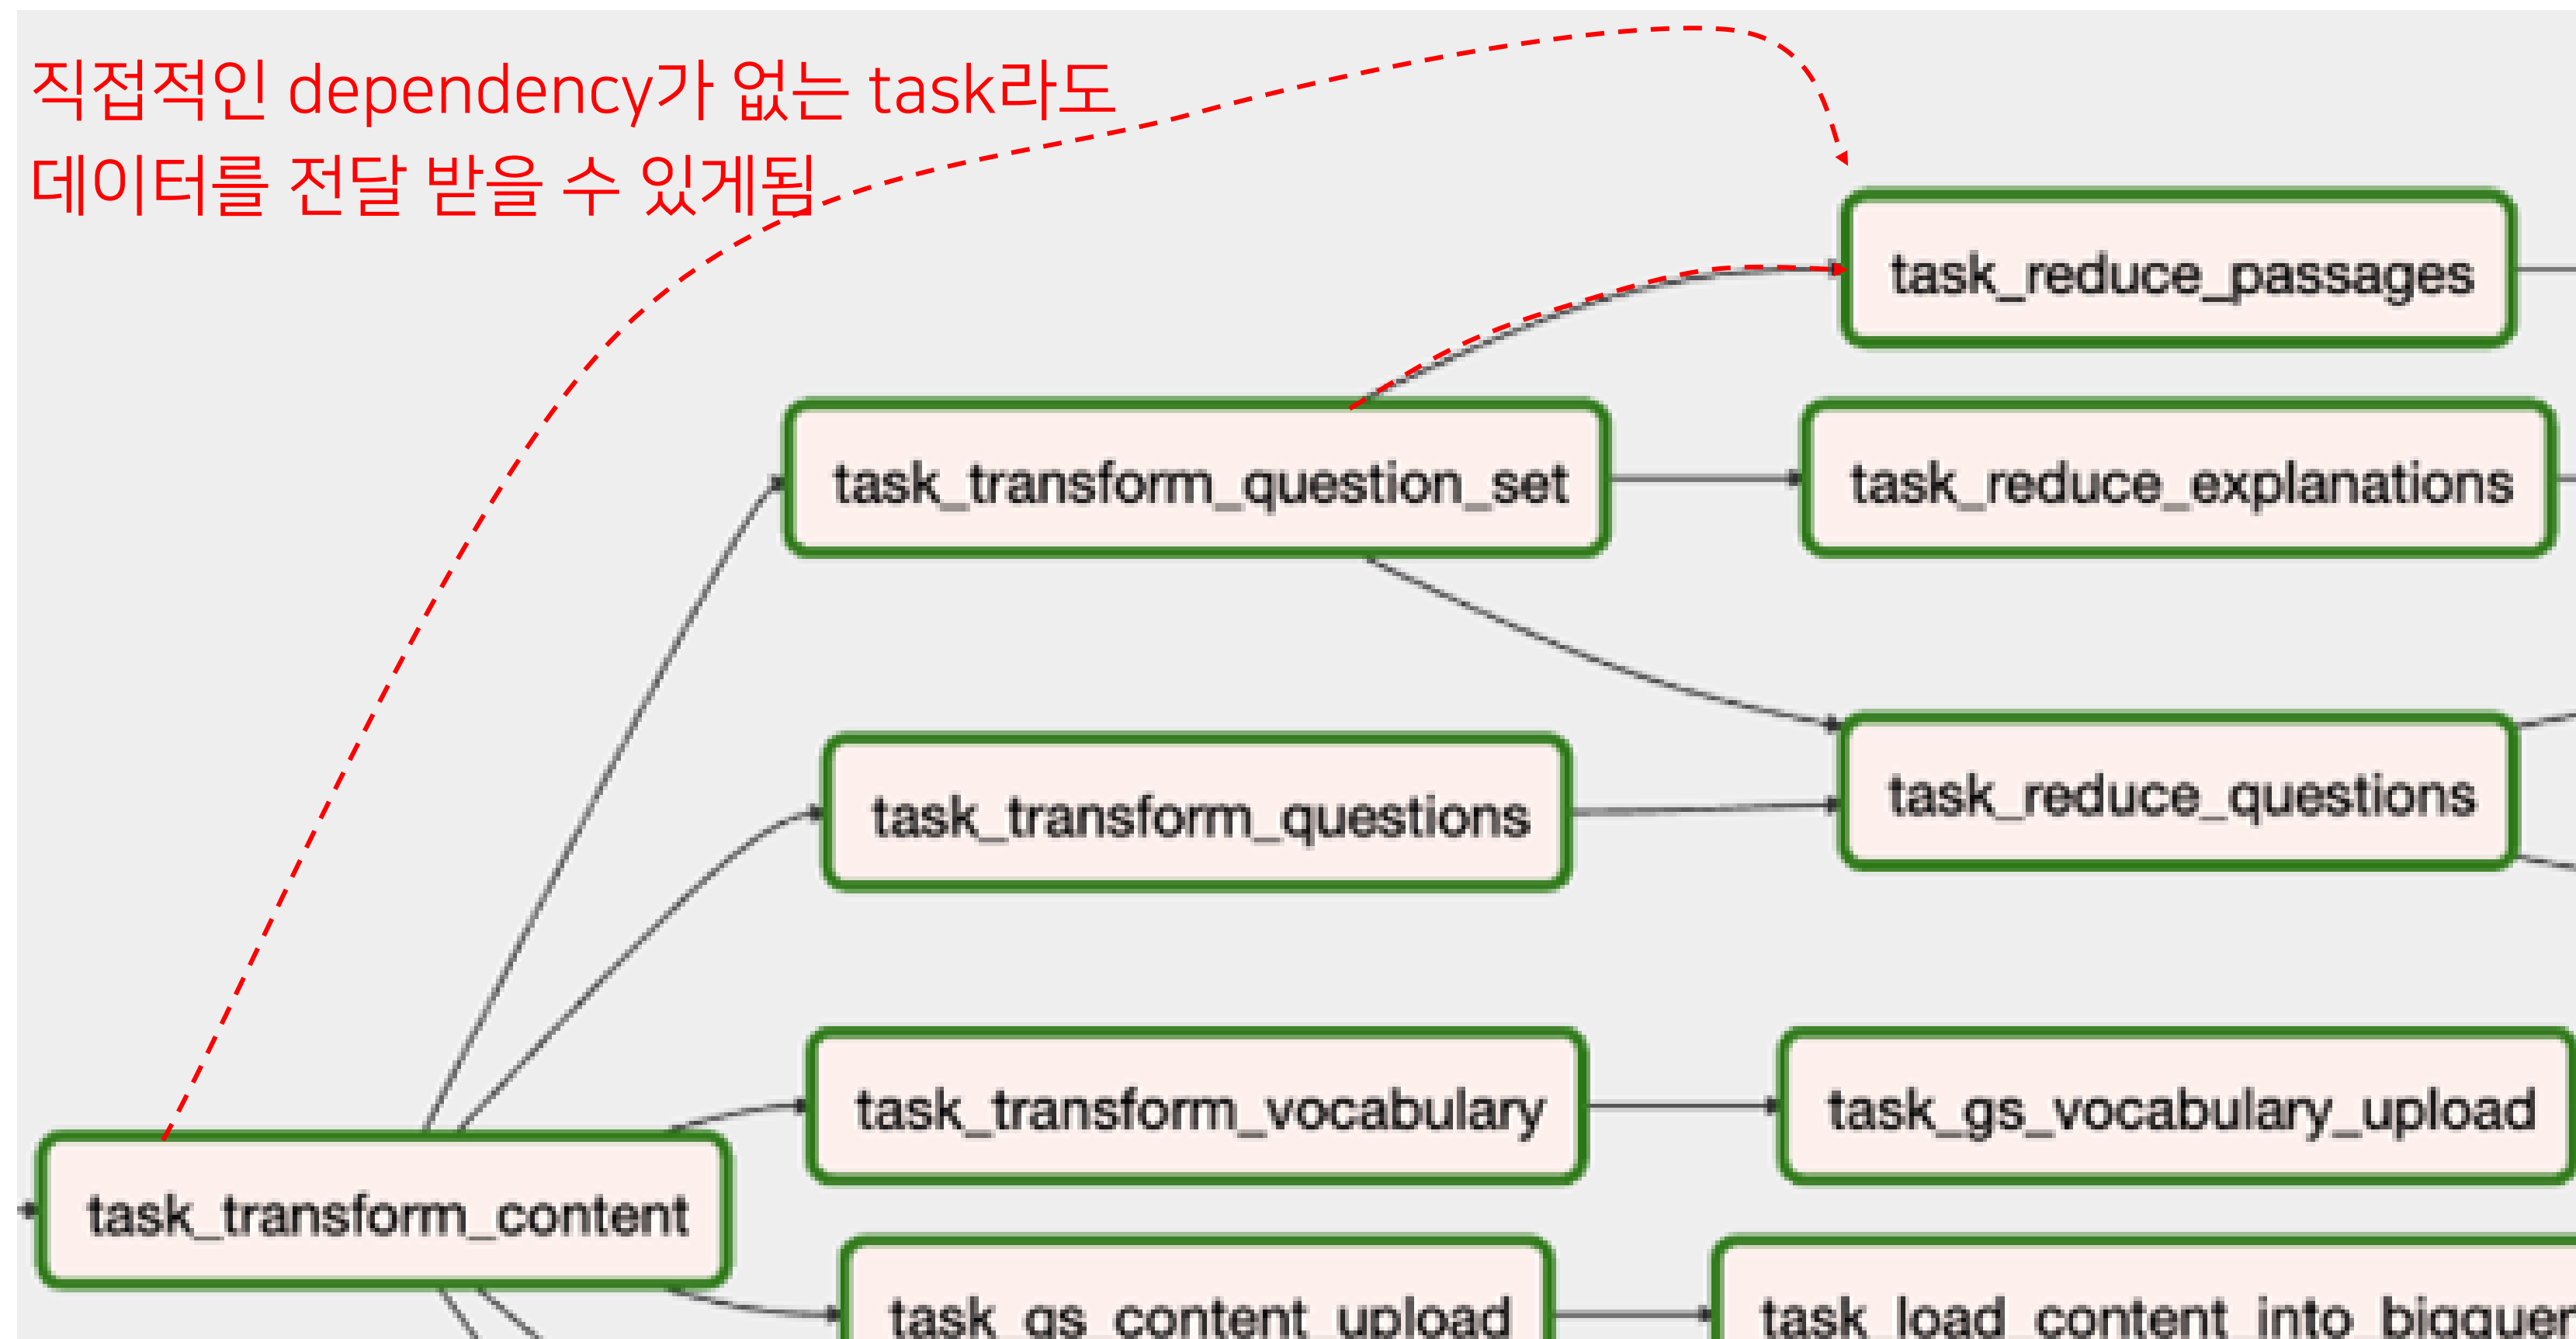 직접적인 dependency가 없는 task라도
데이터를 전달 받을 수 있게됨
task_reduce_passages
task_transform_question_set
task_reduce_explanations
task_transform_questions
task_reduce_questions
task_transform_vocabulary
task_gs_vocabulary_upload
task_transform_content
task_gs_content_upload
task_load_content_into_bigquer